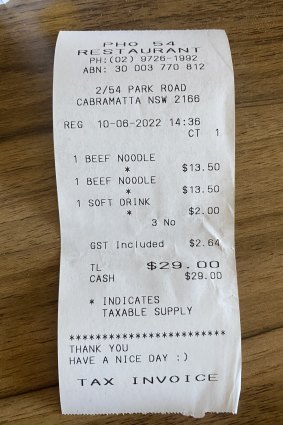 PHO 54
RESTAURANT
PH:(02) 9726-1992
ABN: 30 003 770 812
2/54 PARK ROAD
CABRAMATTA NSW 2166
REG 10-06-2022 14:36
CT 1
1 BEEF NOODLE
* $13.50
1 BEEF NOODLE
* $13.50
1 SOFT DRINK
* $2.00
3 No
GST Included $2.64
TL $29.00
CASH $29.00
* INDICATES
TAXABLE SUPPLY
************************
THANK YOU
HAVE A NICE DAY :)
TAX INVOICE